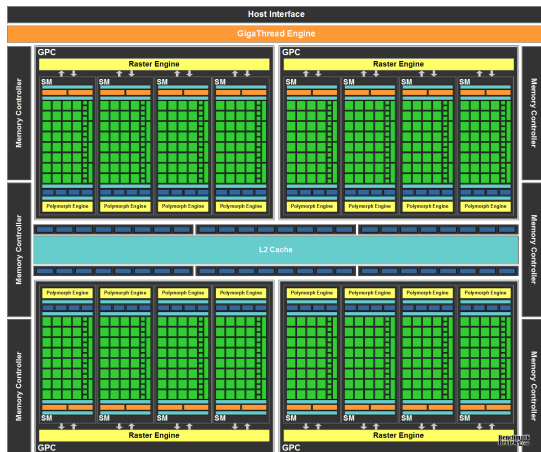 Host Interface
GigaThread Engine
GPC
GPC
Raster Engine
Raster Engine
SM
SM
SM
SM
SM
SM
SM
SM
Memory Controller
Memory Controller
Polymorph Engine
Polymorph Engine
Polymorph Engine
Polymorph Engine
Polymorph Engine
Polymorph Engine
Polymorph Engine
Polymorph Engine
Memory Controller
L2 Cache
Memory Controller
Polymorph Engine
Polymorph Engine
Polymorph Engine
Polymorph Engine
Polymorph Engine
Polymorph Engine
Polymorph Engine
Polymorph Engine
Memory Controller
Memory Controller
SM
SM
SM
SM
SM
SM
SM
SM
Raster Engine
Raster Engine
GPC
GPC
Benchmark